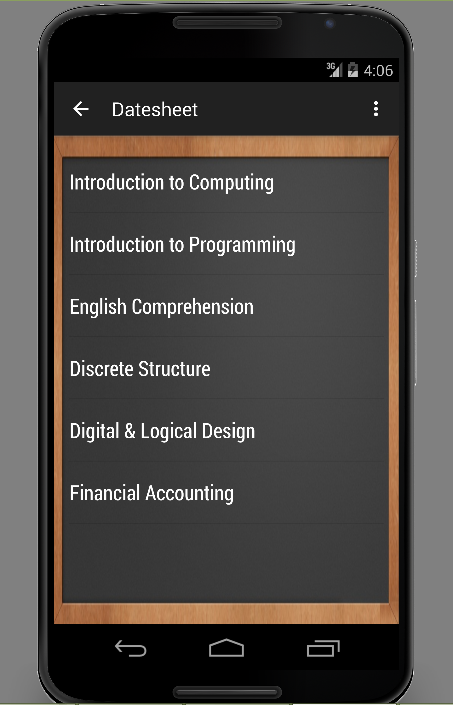 3G 4:06
Datesheet
Introduction to Computing
Introduction to Programming
English Comprehension
Discrete Structure
Digital & Logical Design
Financial Accounting